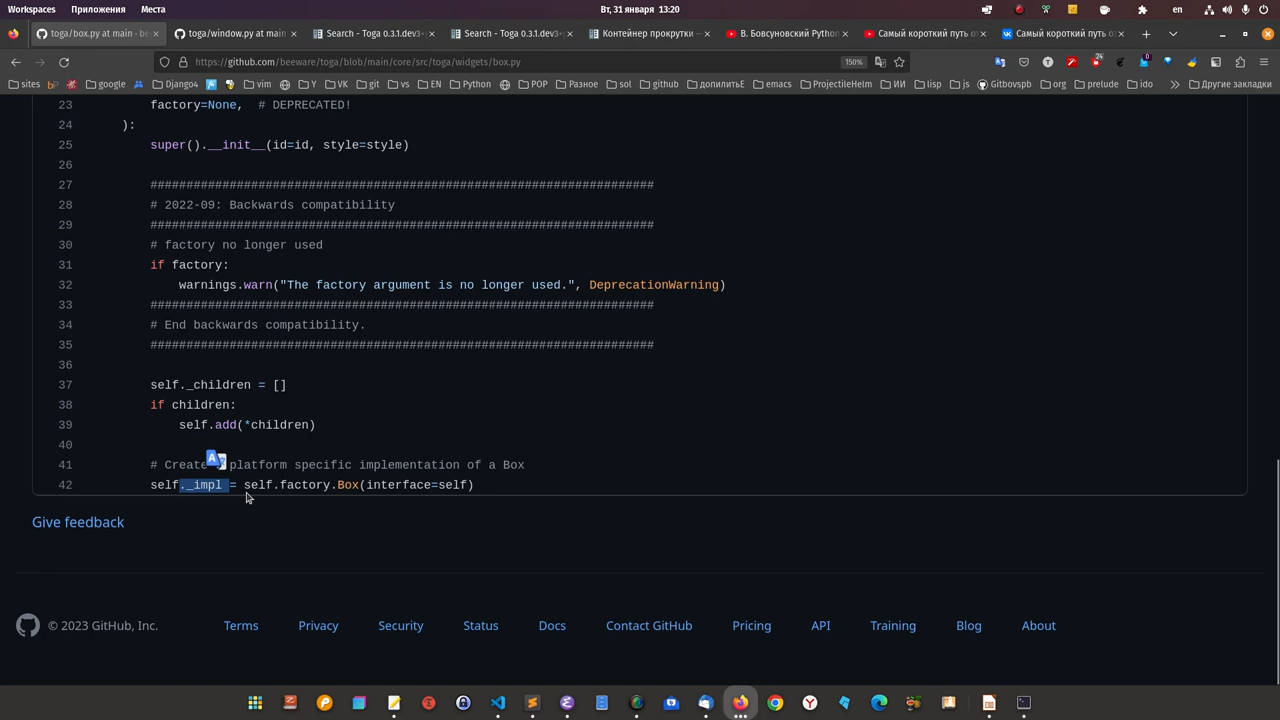 Workspaces Приложения Места Вт, 31 января 13:20 en
toga/box.py at main · be toga/window.py at main Search - Toga 0.3.1.dev3+ Search - Toga 0.3.1.dev3+ Контейнер прокрутки — В. Бовсуновский Python Самый короткий путь от Самый короткий путь от
https://github.com/beeware/toga/blob/main/core/src/toga/widgets/box.py 150% 24
sites google Django4 Y VK git vs EN Python POP Разное sol github допилитьЕ emacs ProjectileHelm ИИ lisp js Gitbovspb org prelude ido Другие закладки
23 factory=None, # DEPRECATED!
24 ):
25 super().__init__(id=id, style=style)
26
27 ######################################################################
28 # 2022-09: Backwards compatibility
29 ######################################################################
30 # factory no longer used
31 if factory:
32 warnings.warn("The factory argument is no longer used.", DeprecationWarning)
33 ######################################################################
34 # End backwards compatibility.
35 ######################################################################
36
37 self._children = []
38 if children:
39 self.add(*children)
40
41 # Create platform specific implementation of a Box
42 self._impl = self.factory.Box(interface=self)
Give feedback
© 2023 GitHub, Inc. Terms Privacy Security Status Docs Contact GitHub Pricing API Training Blog About